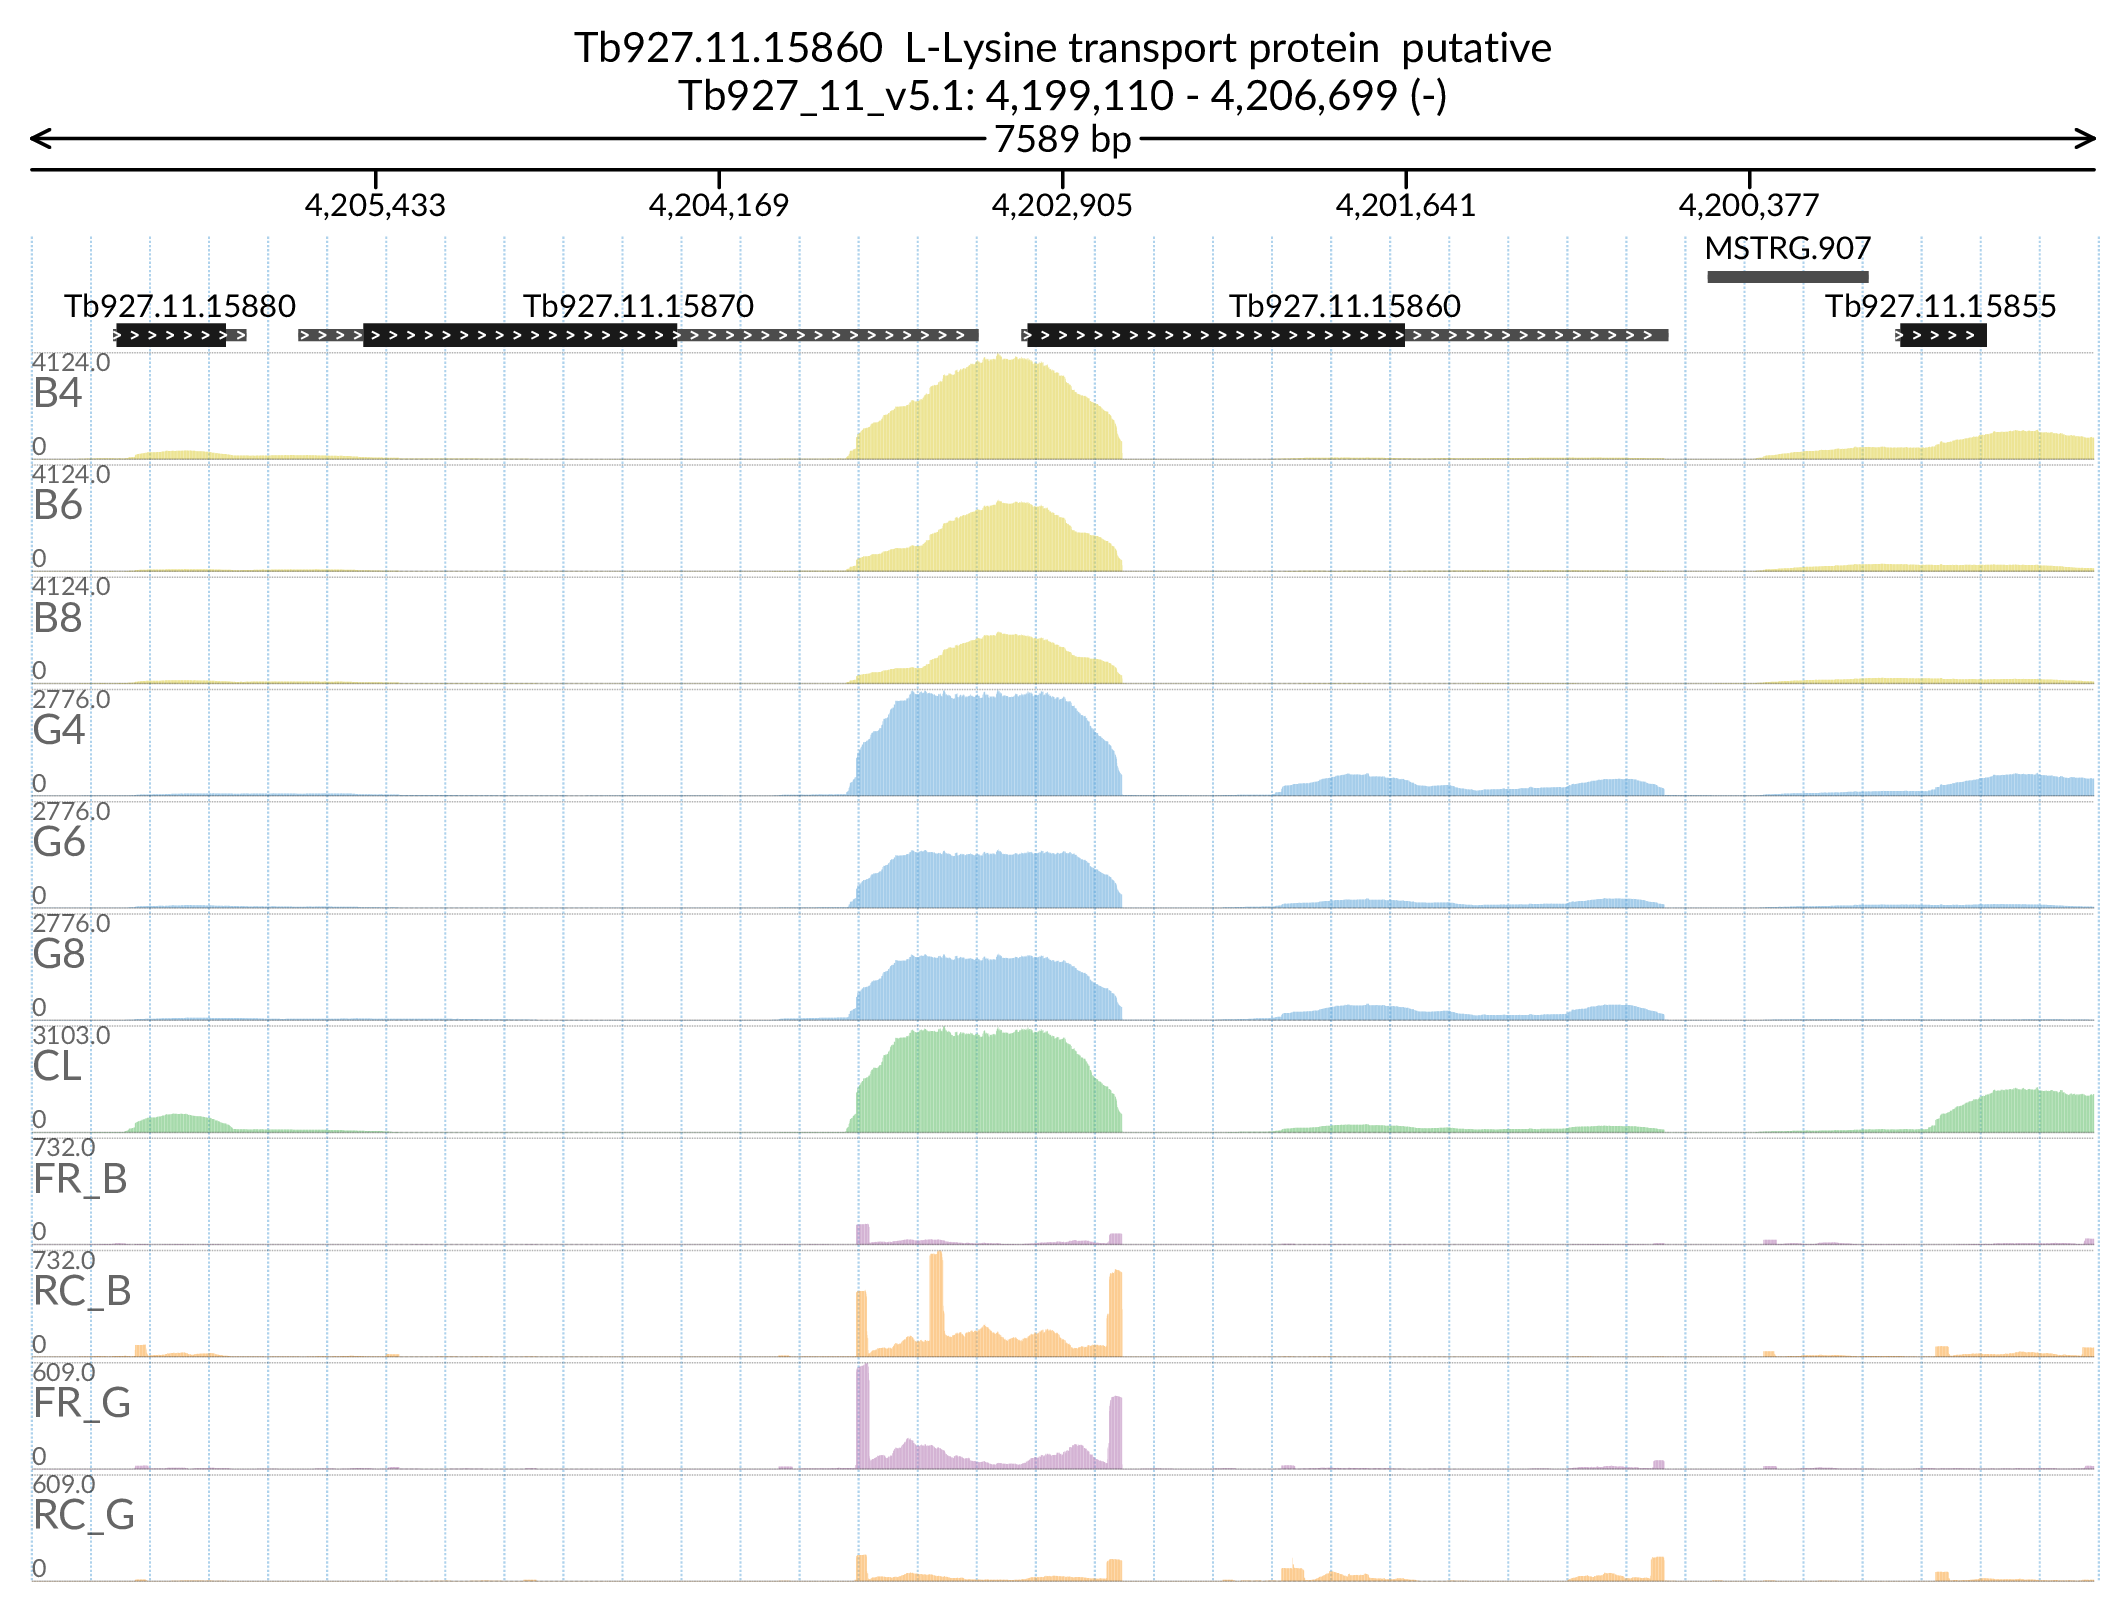 Tb927.11.15860 L-Lysine transport protein putative
Tb927_11_v5.1: 4,199,110 - 4,206,699 (-)
7589 bp
4,205,433 4,204,169 4,202,905 4,201,641 4,200,377
MSTRG.907
Tb927.11.15880 Tb927.11.15870 Tb927.11.15860 Tb927.11.15855
4124.0
B4
0
4124.0
B6
0
4124.0
B8
0
2776.0
G4
0
2776.0
G6
0
2776.0
G8
0
3103.0
CL
0
732.0
FR_B
0
732.0
RC_B
0
609.0
FR_G
0
609.0
RC_G
0